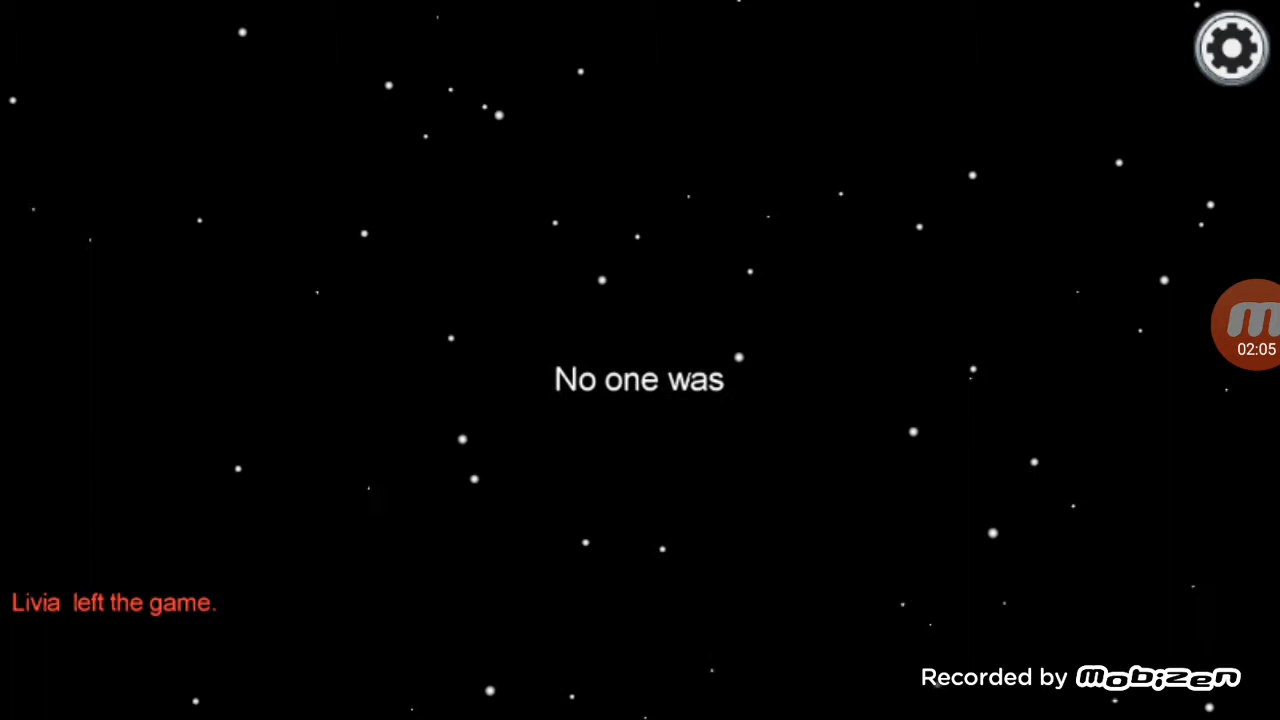 02:05
No one was
Livia left the game.
Recorded by mobizen